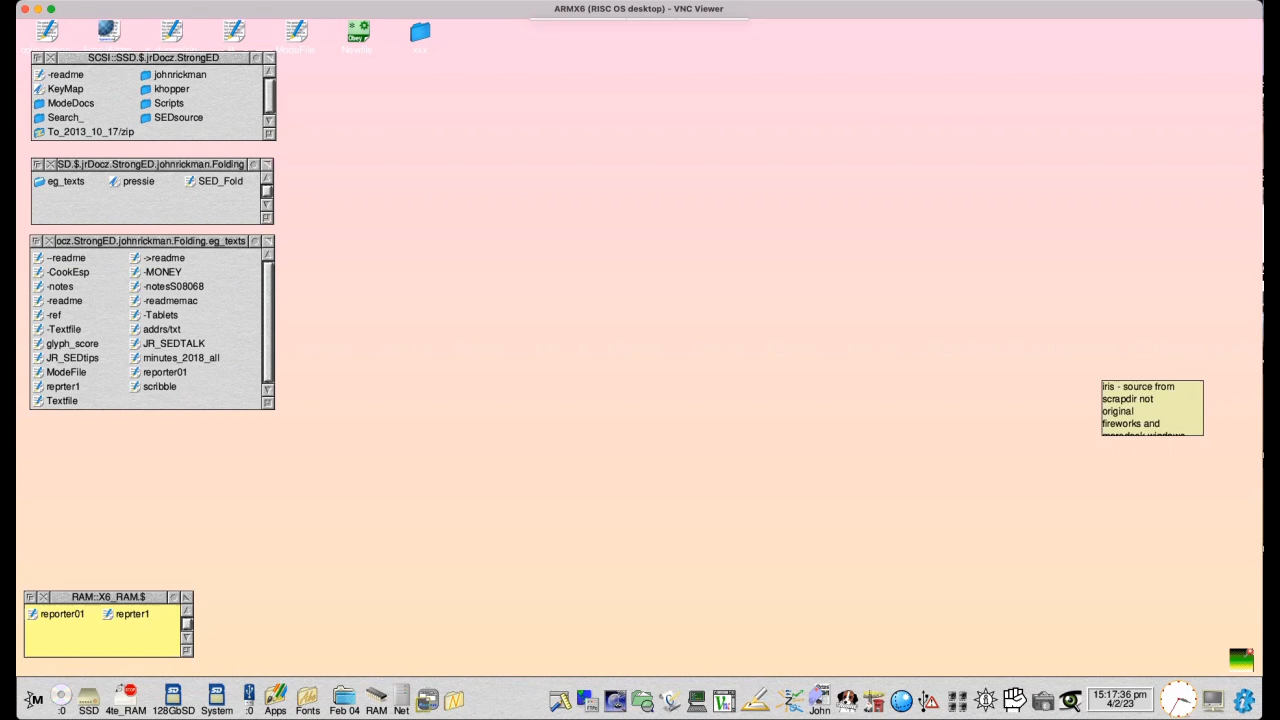 ARMX6 (RISC OS desktop) - VNC Viewer
ModeFile
Newfile
SCSI::SSD.$.jrDocz.StrongED
-readme
johnrickman
KeyMap
khopper
ModeDocs
Scripts
Search_
SEDsource
To_2013_10_17/zip
SD.$.jrDocz.StrongED.johnrickman.Folding
eg_texts
pressie
SED_Fold
ocz.StrongED.johnrickman.Folding.eg_texts
--readme
->readme
-CookEsp
-MONEY
-notes
-notesS08068
-readme
-readmemac
-ref
-Tablets
-Textfile
addrs/txt
glyph_score
JR_SEDTALK
JR_SEDtips
minutes_2018_all
ModeFile
reporter01
reprter1
scribble
Textfile
iris - source from
scrapdir not
original
fireworks and
RAM::X6_RAM.$
reporter01
reprter1
:0
SSD
4te_RAM
128GbSD
System
:0
Apps
Fonts
Feb 04
RAM
Net
John
15:17:36 pm
4/2/23